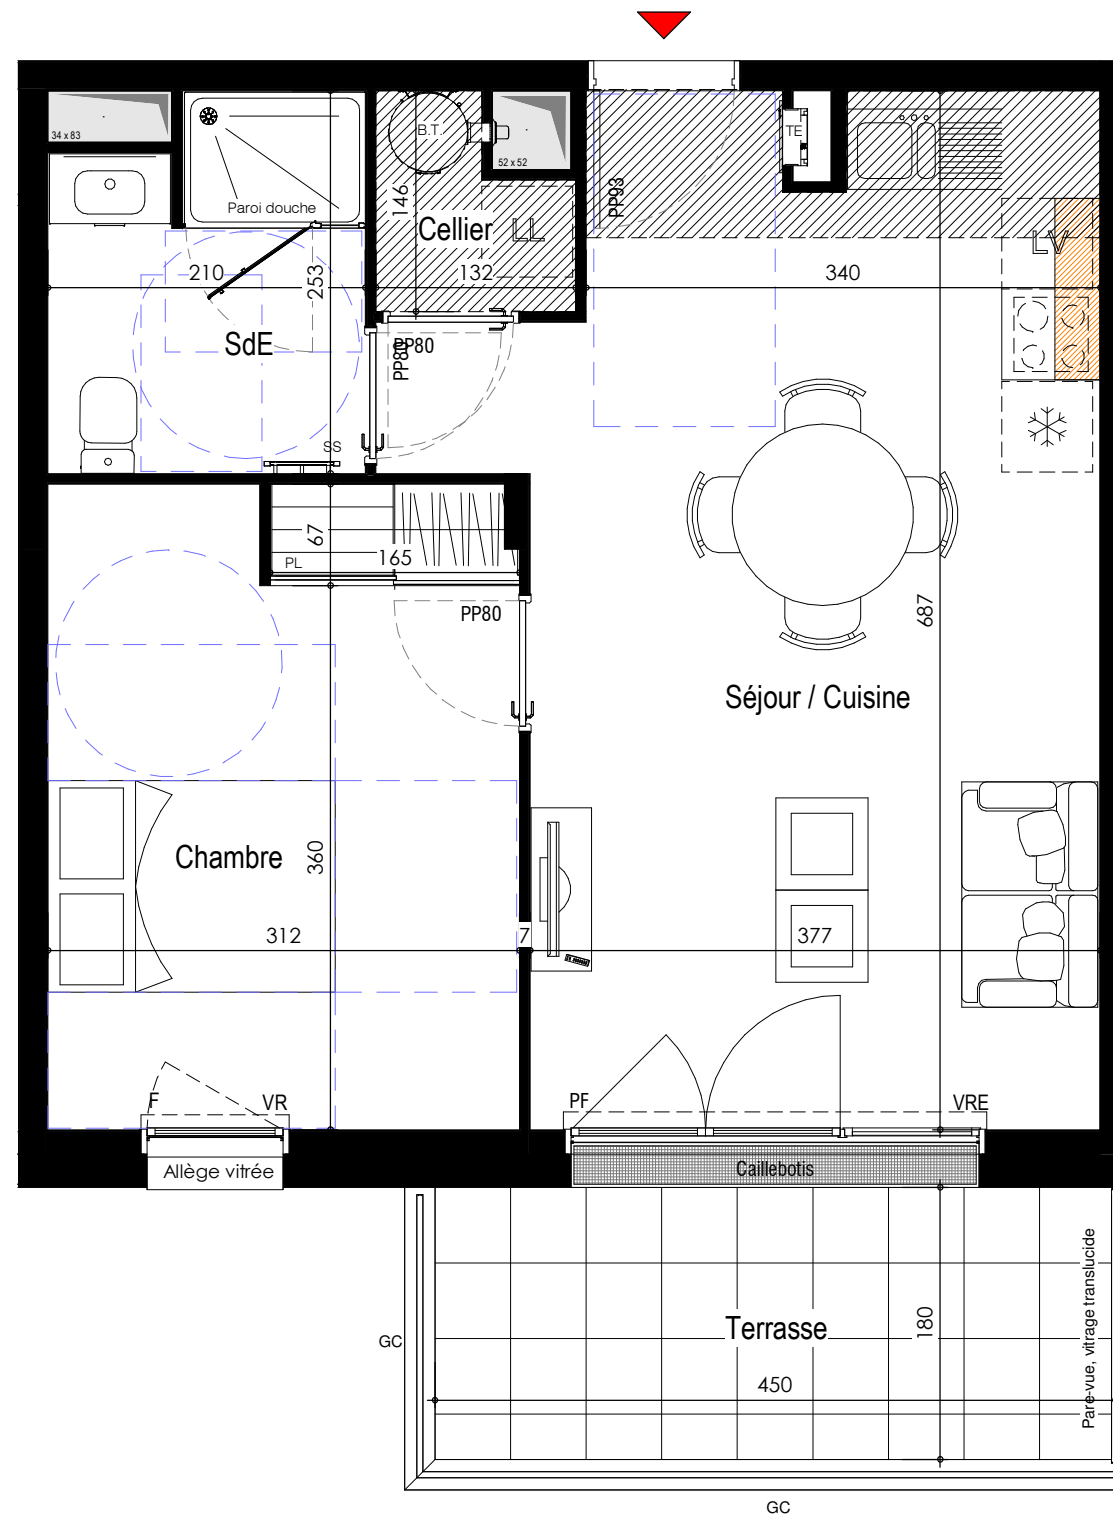 34 x 83
B.T.
52 x 52
TE
PP93
Paroi douche
146
Cellier
LL
LV
210
253
132
340
SdE
PP80
PP80
SS
67
165
PL
PP80
687
Séjour / Cuisine
Chambre
360
312
7
377
F
VR
PF
VRE
Allège vitrée
Caillebotis
Pare-vue, vitrage translucide
Terrasse
180
GC
450
GC